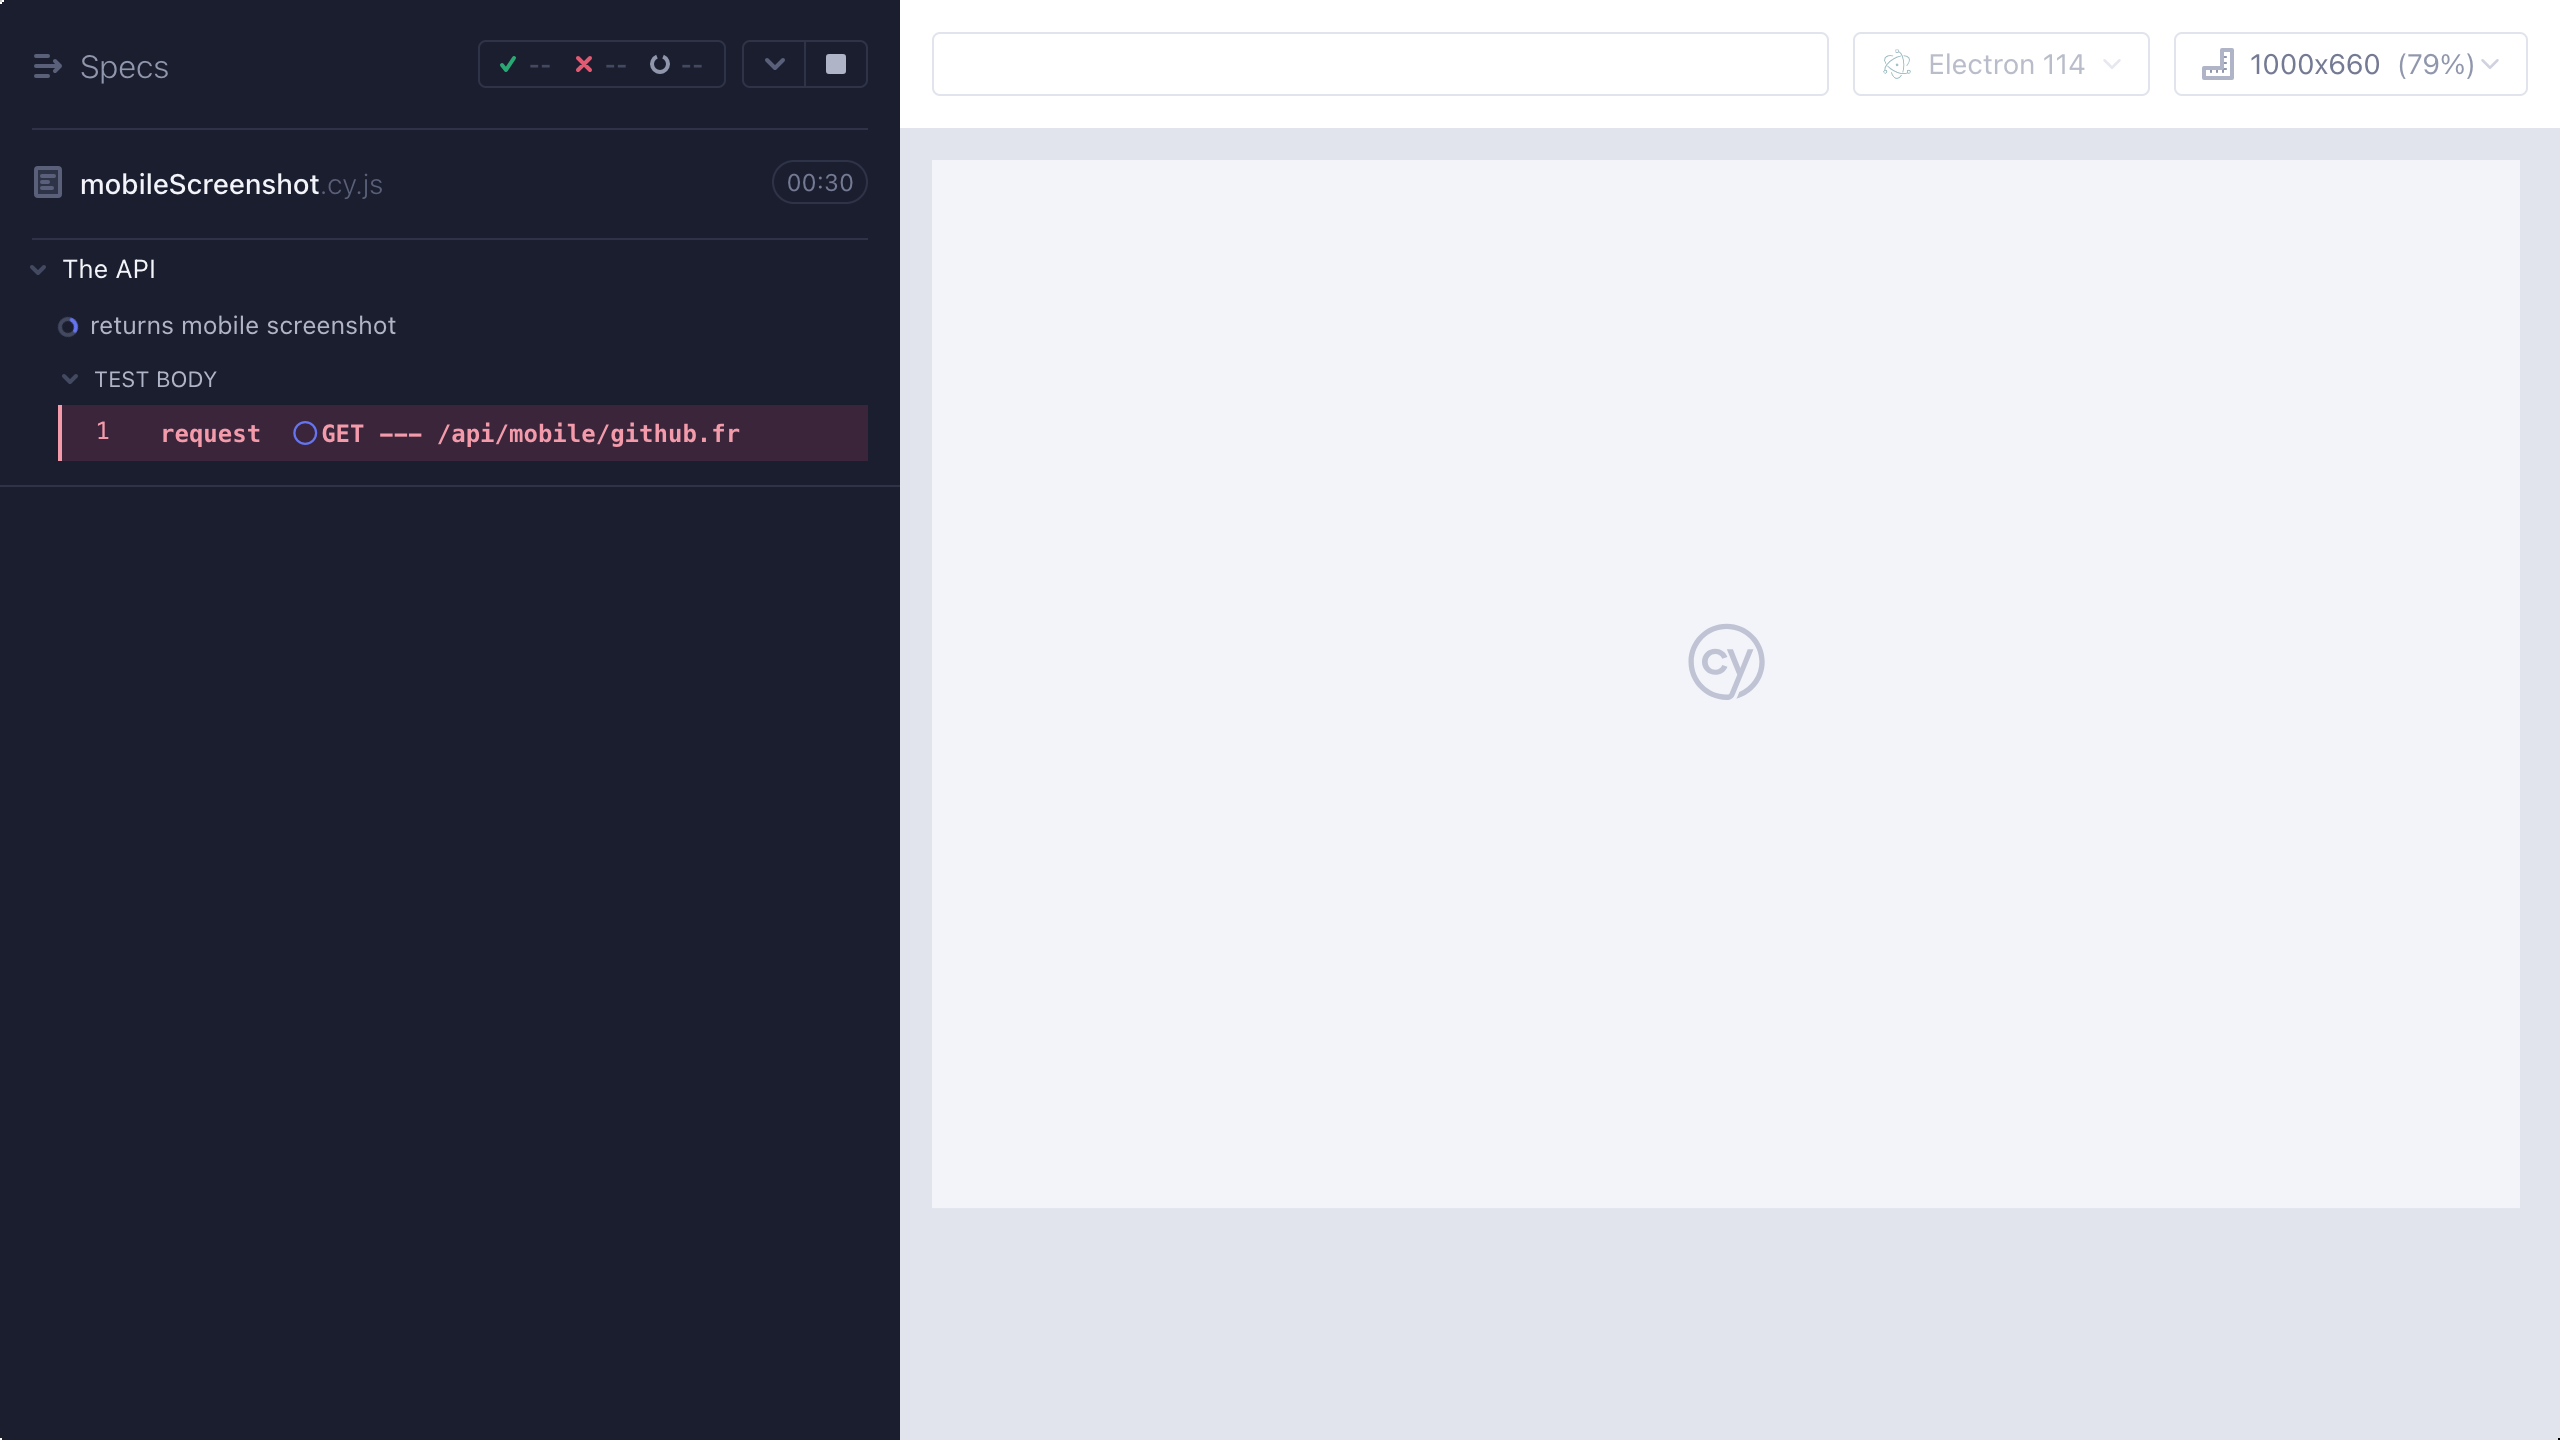 Specs -- -- --
mobileScreenshot.cy.js 00:30
The API
returns mobile screenshot
TEST BODY
1 request GET --- /api/mobile/github.fr
Electron 114 1000x660 (79%)
cy